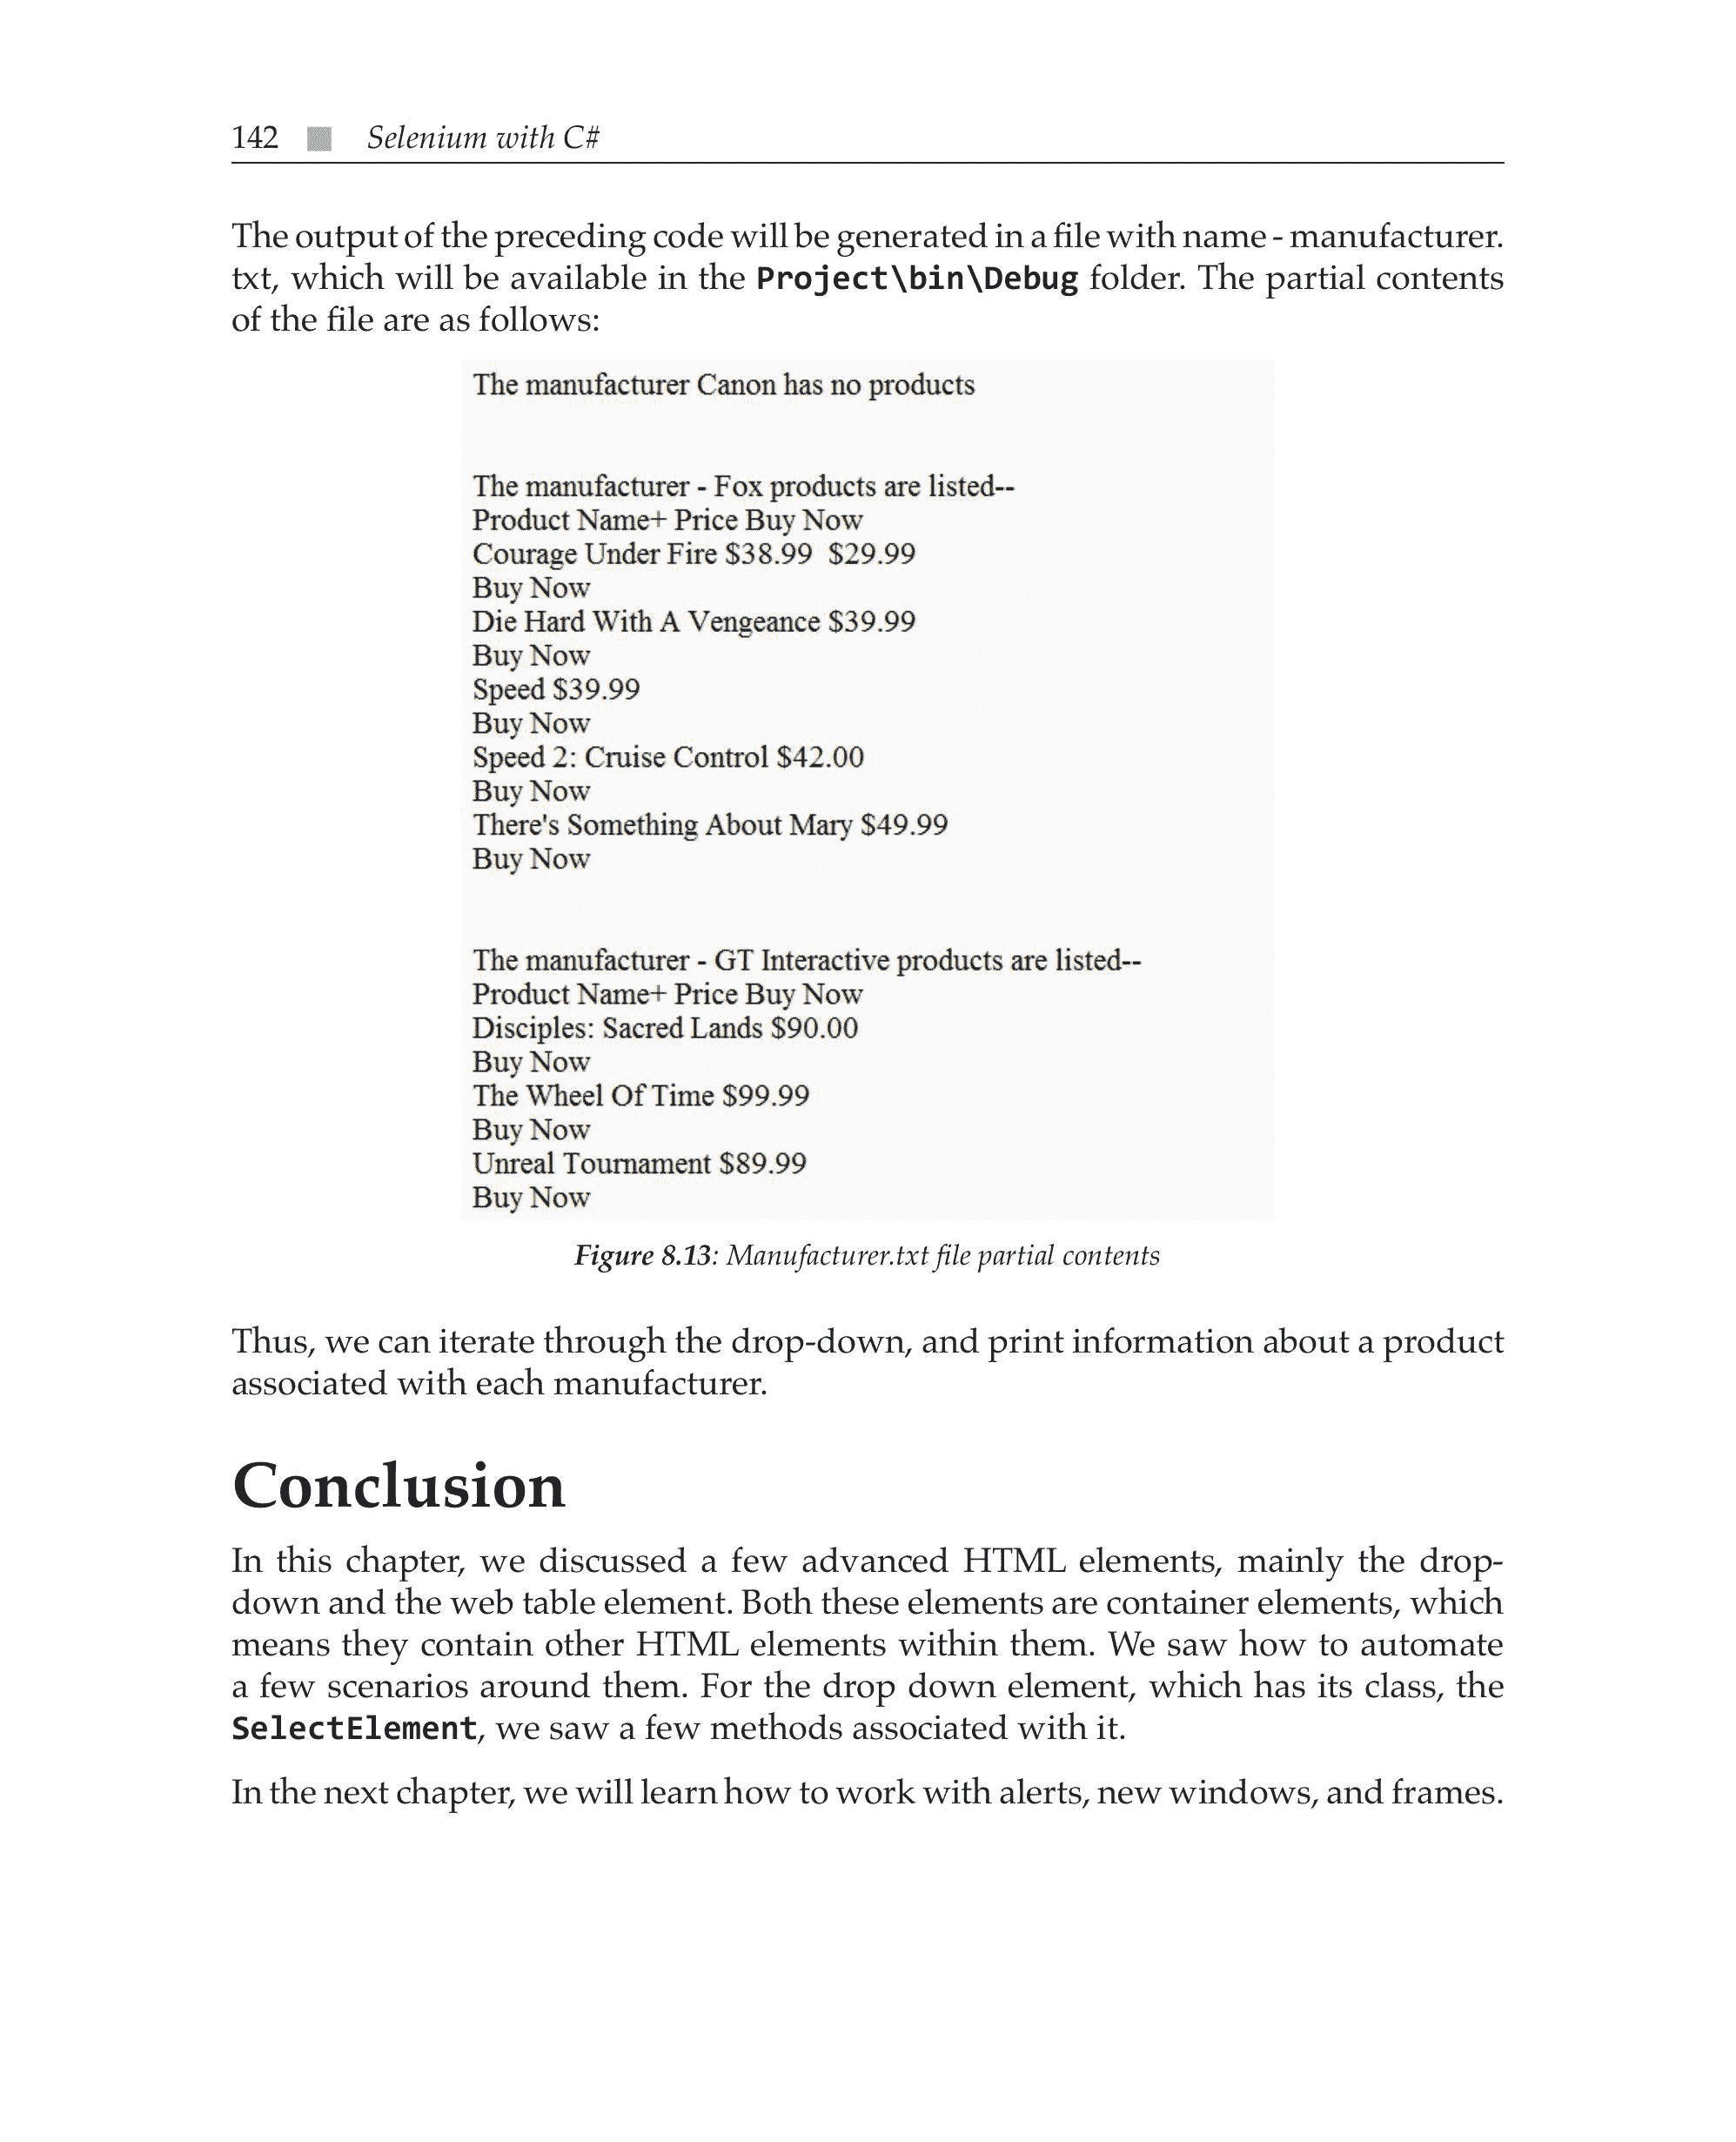 142 Selenium with C#
The output of the preceding code will be generated in a file with name - manufacturer.
txt, which will be available in the Project\bin\Debug folder. The partial contents
of the file are as follows:
The manufacturer Canon has no products
The manufacturer - Fox products are listed--
Product Name+ Price Buy Now
Courage Under Fire $38.99  $29.99
Buy Now
Die Hard With A Vengeance $39.99
Buy Now
Speed $39.99
Buy Now
Speed 2: Cruise Control $42.00
Buy Now
There's Something About Mary $49.99
Buy Now
The manufacturer - GT Interactive products are listed--
Product Name+ Price Buy Now
Disciples: Sacred Lands $90.00
Buy Now
The Wheel Of Time $99.99
Buy Now
Unreal Tournament $89.99
Buy Now
Figure 8.13: Manufacturer.txt file partial contents
Thus, we can iterate through the drop-down, and print information about a product
associated with each manufacturer.
Conclusion
In this chapter, we discussed a few advanced HTML elements, mainly the drop-
down and the web table element. Both these elements are container elements, which
means they contain other HTML elements within them. We saw how to automate
a few scenarios around them. For the drop down element, which has its class, the
SelectElement, we saw a few methods associated with it.
In the next chapter, we will learn how to work with alerts, new windows, and frames.